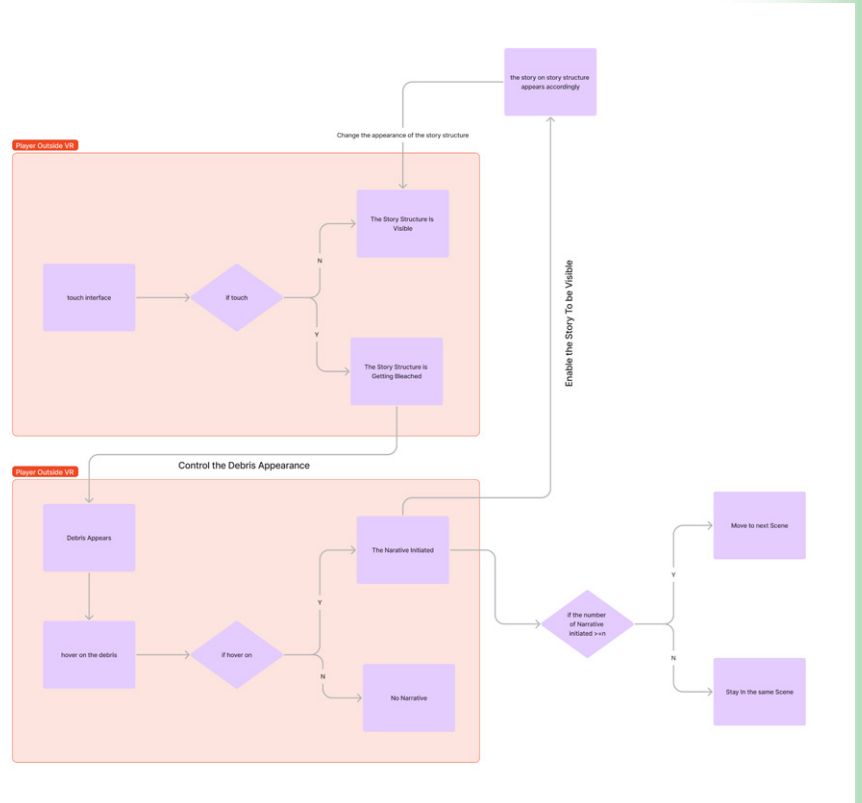 the story on story structure
appears accordingly
Change the appearance of the story structure
Player Outside VR
The Story Structure is
Visible
N
touch interface
if touch
Y
The Story Structure is
Getting Bleached
Enable the Story To be Visible
Control the Debris Appearance
Player Outside VR
Debris Appears
The Narative Initiated
Move to next Scene
Y
Y
if the number
of Narrative
initiated >=n
hover on the debris
if hover on
N
N
No Narrative
Stay in the same Scene